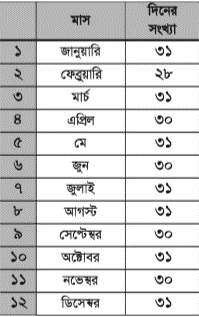 মাস দিনের সংখ্যা
১ জানুয়ারি ৩১
২ ফেব্রুয়ারি ২৮
৩ মার্চ ৩১
৪ এপ্রিল ৩০
৫ মে ৩১
৬ জুন ৩০
৭ জুলাই ৩১
৮ আগস্ট ৩১
৯ সেপ্টেম্বর ৩০
১০ অক্টোবর ৩১
১১ নভেম্বর ৩০
১২ ডিসেম্বর ৩১